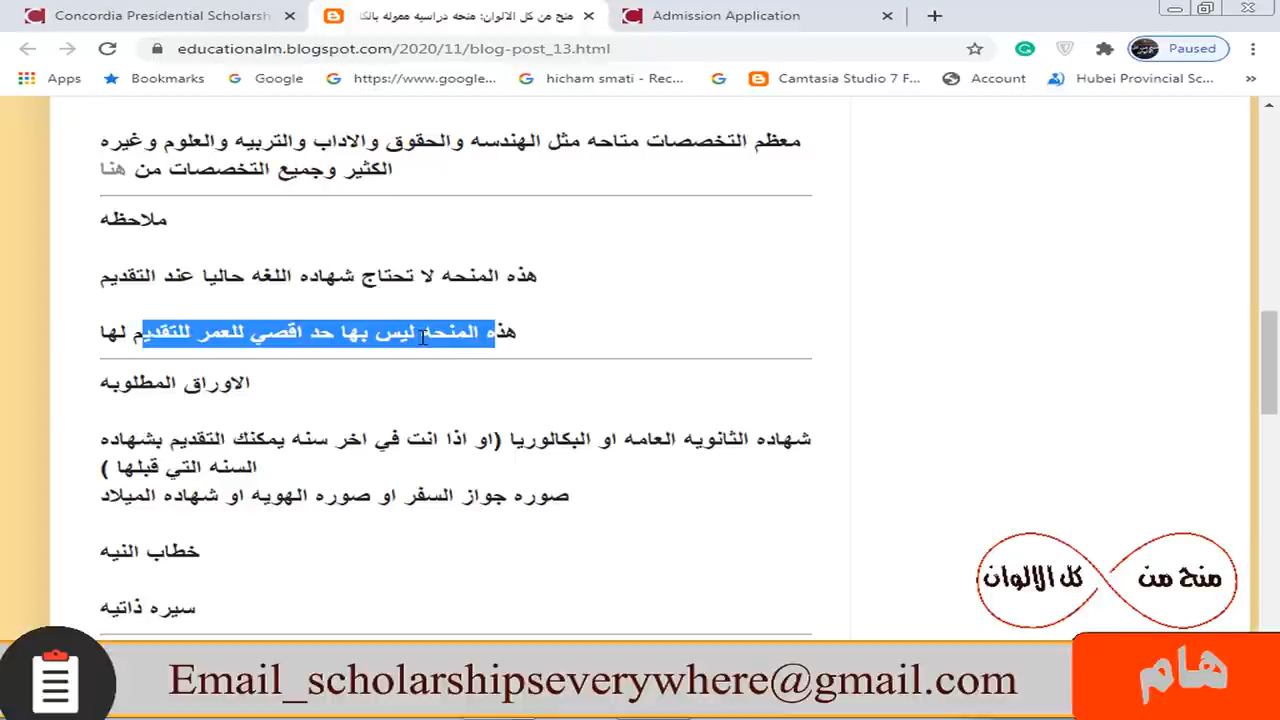 Concordia Presidential Scholarsh
منح من كل الالوان: منحه دراسيه مموله بالكا
Admission Application
educationalm.blogspot.com/2020/11/blog-post_13.html
Paused
Apps
Bookmarks
Google
https://www.google...
hicham smati - Rec...
Camtasia Studio 7 F...
Account
Hubei Provincial Sc...
»
معظم التخصصات متاحه مثل الهندسه والحقوق والاداب والتربيه والعلوم وغيره
الكثير وجميع التخصصات من هنا
ملاحظه
هذه المنحه لا تحتاج شهاده اللغه حاليا عند التقديم
هذه المنحه ليس بها حد اقصي للعمر للتقديم لها
الاوراق المطلوبه
شهاده الثانويه العامه او البكالوريا (او اذا انت في اخر سنه يمكنك التقديم بشهاده
السنه التي قبلها )
صوره جواز السفر او صوره الهويه او شهاده الميلاد
خطاب النيه
سيره ذاتيه
منح من كل الالوان
Email_scholarshipseverywhere@gmail.com
هام